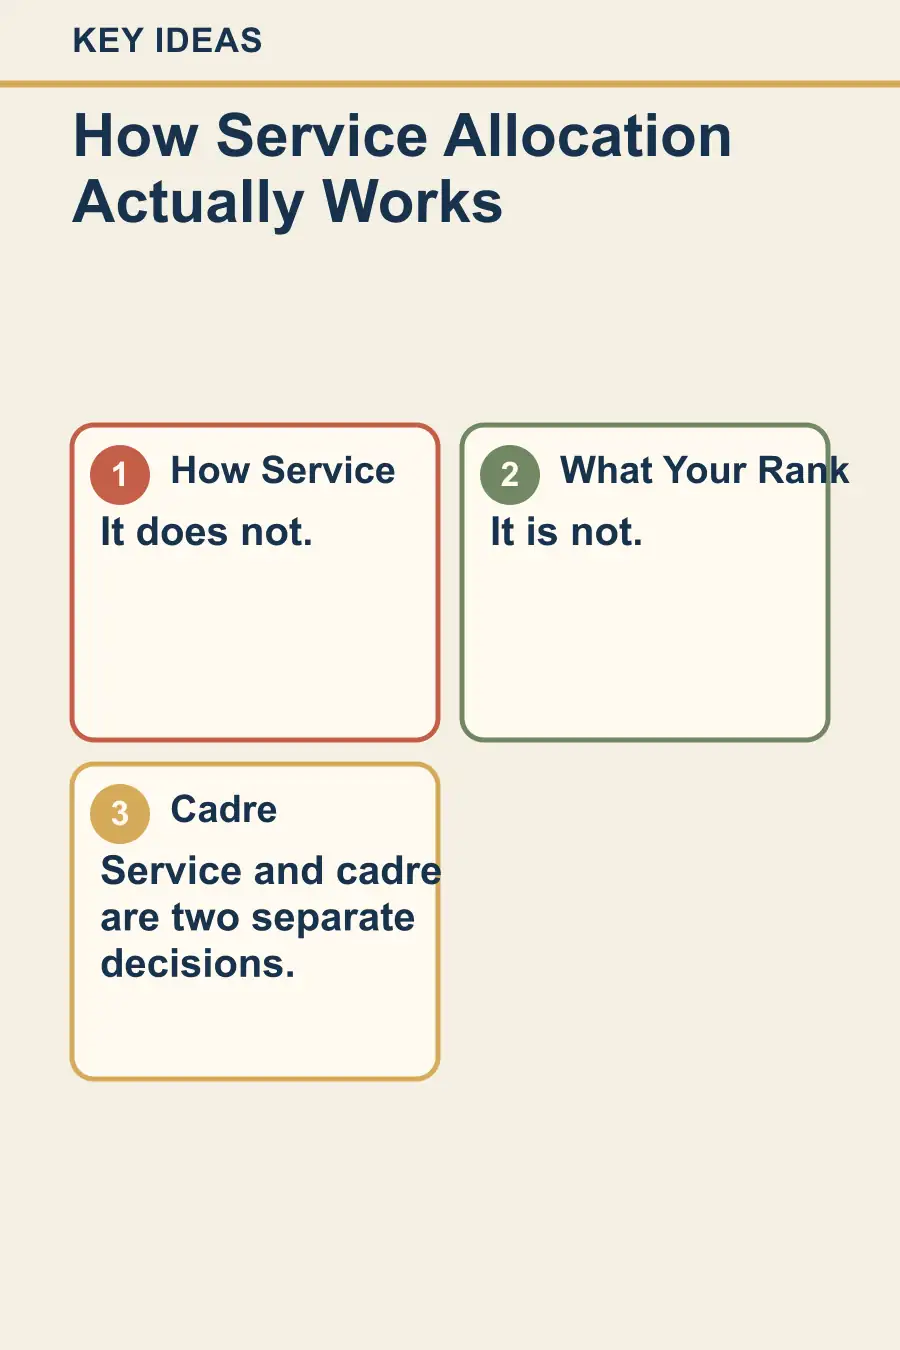 KEY IDEAS
How Service Allocation
Actually Works
1 How Service
It does not.
2 What Your Rank
It is not.
3 Cadre
Service and cadre
are two separate
decisions.